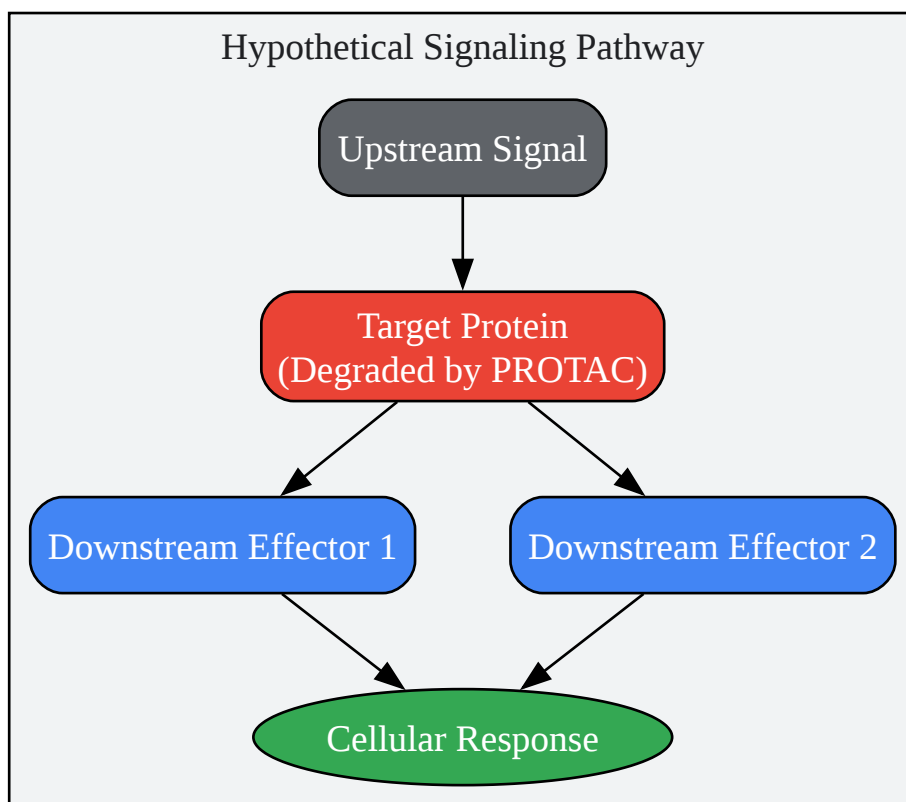 Hypothetical Signaling Pathway
Upstream Signal
Target Protein
(Degraded by PROTAC)
Downstream Effector 1
Downstream Effector 2
Cellular Response